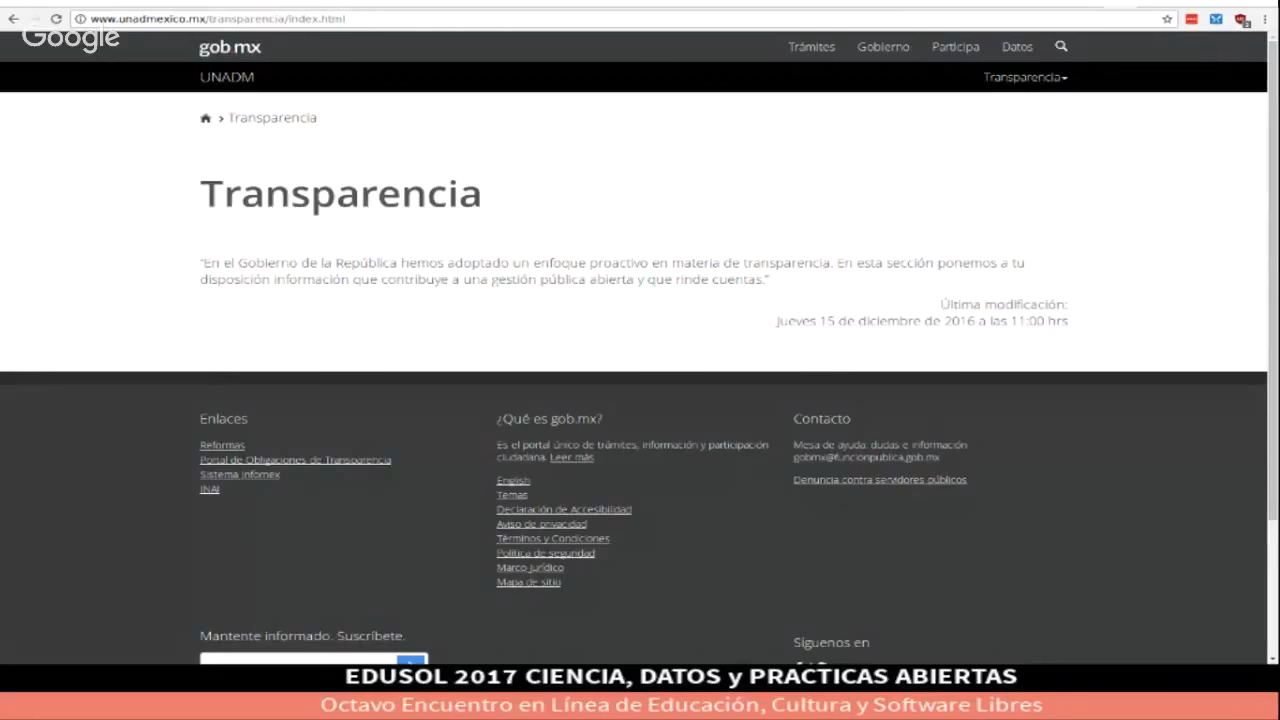 www.unadmexico.mx/transparencia/index.html
Google
gob mx
Trámites Gobierno Participa Datos
UNADM
Transparencia
Transparencia
Transparencia
“En el Gobierno de la República hemos adoptado un enfoque proactivo en materia de transparencia. En esta sección ponemos a tu
disposición información que contribuye a una gestión pública abierta y que rinde cuentas.”
Última modificación:
Jueves 15 de diciembre de 2016 a las 11:00 hrs
Enlaces
Reformas
Portal de Obligaciones de Transparencia
Sistema Infomex
INAI
¿Qué es gob.mx?
Es el portal único de trámites, información y participación
ciudadana. Leer más
English
Temas
Declaración de Accesibilidad
Aviso de privacidad
Términos y Condiciones
Política de seguridad
Marco Jurídico
Mapa de sitio
Contacto
Mesa de ayuda: dudas e información
gobmx@funcionpublica.gob.mx
Denuncia contra servidores públicos
Mantente informado. Suscríbete.
Síguenos en
EDUSOL 2017 CIENCIA, DATOS y PRACTICAS ABIERTAS
Octavo Encuentro en Línea de Educación, Cultura y Software Libres